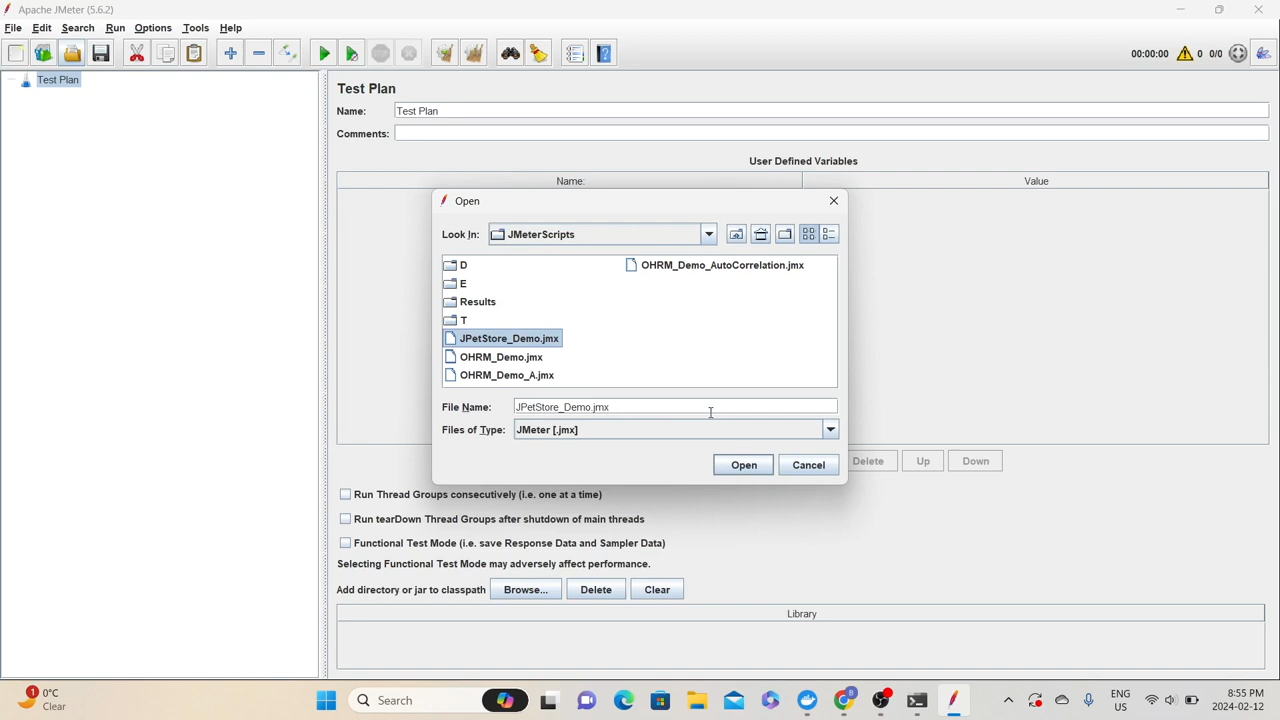 Apache JMeter (5.6.2)
File Edit Search Run Options Tools Help
00:00:00 0 0/0
Test Plan
Test Plan
Name: Test Plan
Comments:
User Defined Variables
Name: Value
Open
Look In: JMeterScripts
D
E
Results
T
JPetStore_Demo.jmx
OHRM_Demo.jmx
OHRM_Demo_A.jmx
OHRM_Demo_AutoCorrelation.jmx
File Name: JPetStore_Demo.jmx
Files of Type: JMeter [.jmx]
Open Cancel
Delete Up Down
Run Thread Groups consecutively (i.e. one at a time)
Run tearDown Thread Groups after shutdown of main threads
Functional Test Mode (i.e. save Response Data and Sampler Data)
Selecting Functional Test Mode may adversely affect performance.
Add directory or jar to classpath Browse... Delete Clear
Library
1
0°C
Clear
Search
8
ENG
US
8:55 PM
2024-02-12